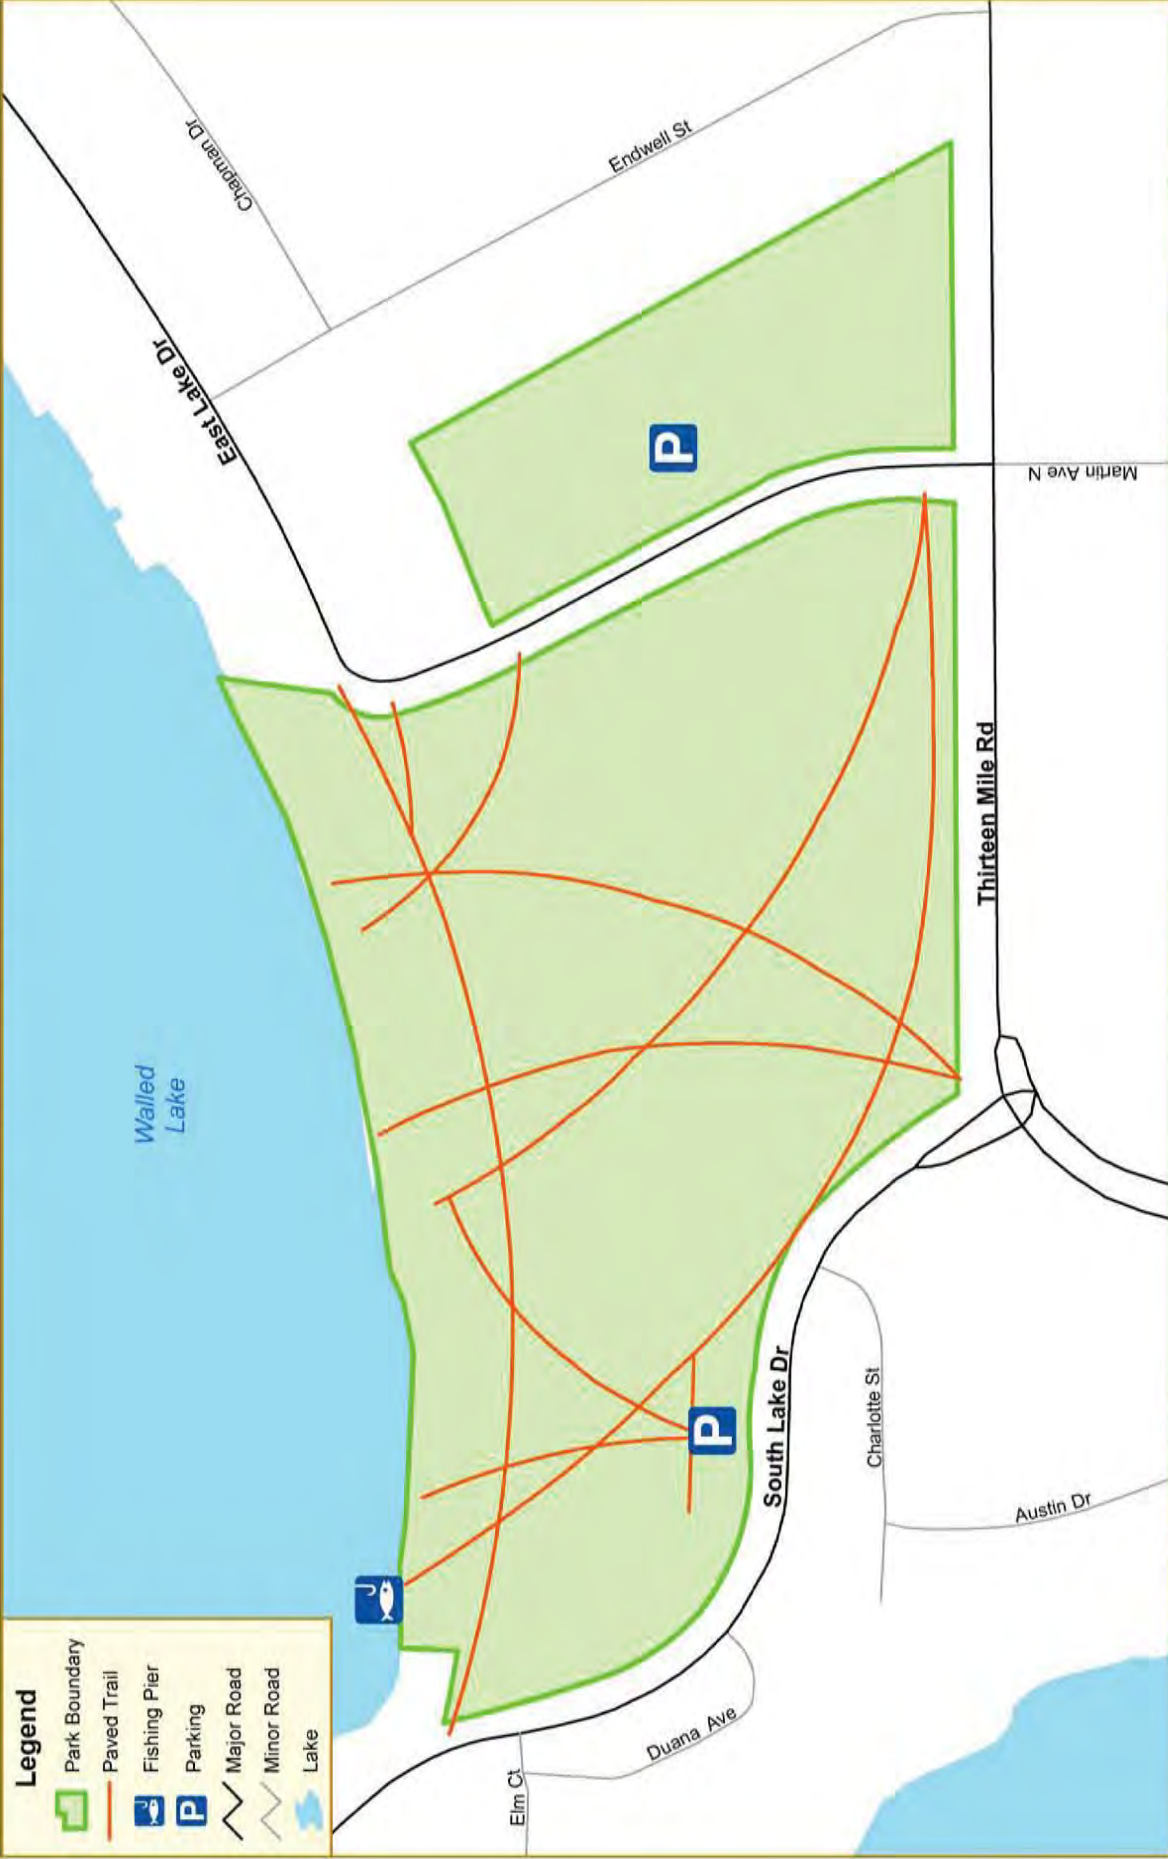 Legend
Park Boundary
Paved Trail
Fishing Pier
P Parking
Major Road
Minor Road
Lake
Walled
Lake
East Lake Dr
Chapman Dr
Endwell St
P
Martin Ave N
Thirteen Mile Rd
P
South Lake Dr
Charlotte St
Austin Dr
Duana Ave
Elm Ct